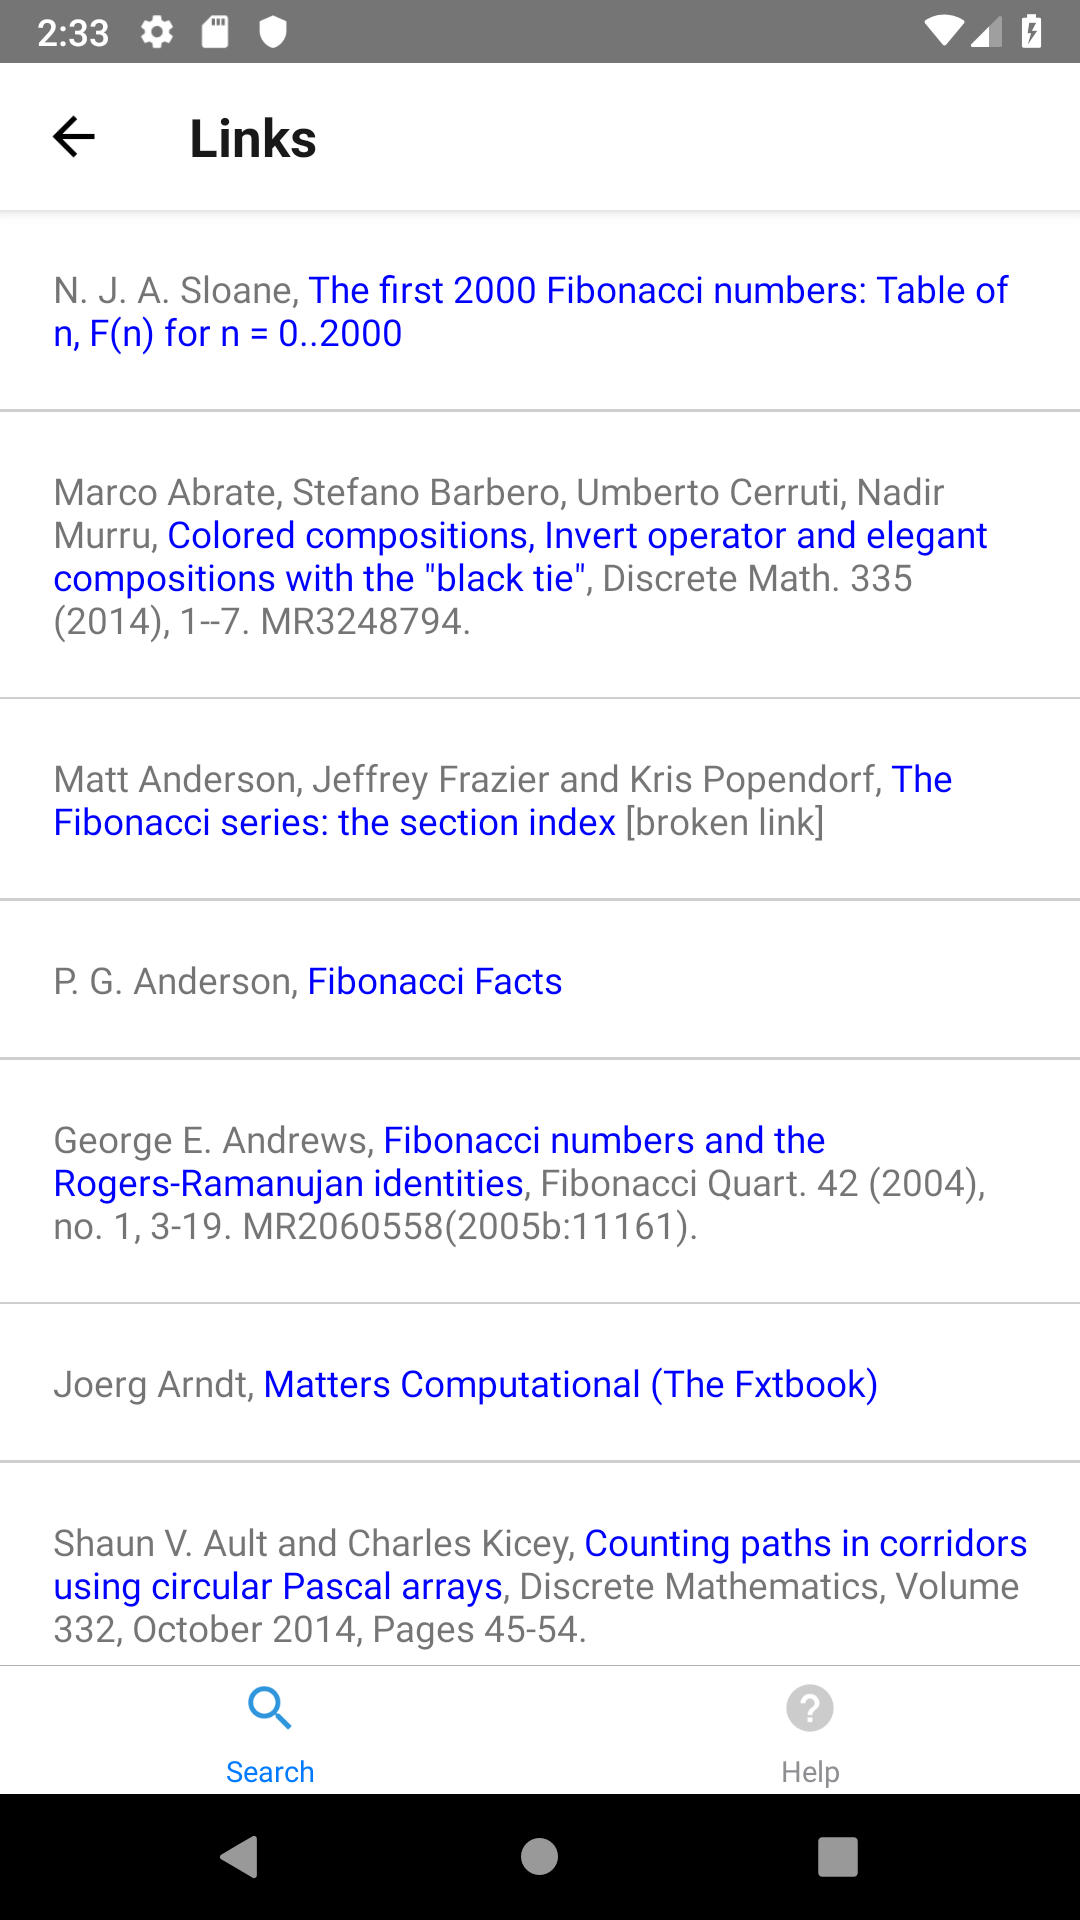 2:33
Links
N. J. A. Sloane, The first 2000 Fibonacci numbers: Table of
n, F(n) for n = 0..2000
Marco Abrate, Stefano Barbero, Umberto Cerruti, Nadir
Murru, Colored compositions, Invert operator and elegant
compositions with the "black tie", Discrete Math. 335
(2014), 1--7. MR3248794.
Matt Anderson, Jeffrey Frazier and Kris Popendorf, The
Fibonacci series: the section index [broken link]
P. G. Anderson, Fibonacci Facts
George E. Andrews, Fibonacci numbers and the
Rogers-Ramanujan identities, Fibonacci Quart. 42 (2004),
no. 1, 3-19. MR2060558(2005b:11161).
Joerg Arndt, Matters Computational (The Fxtbook)
Shaun V. Ault and Charles Kicey, Counting paths in corridors
using circular Pascal arrays, Discrete Mathematics, Volume
332, October 2014, Pages 45-54.
Search
Help